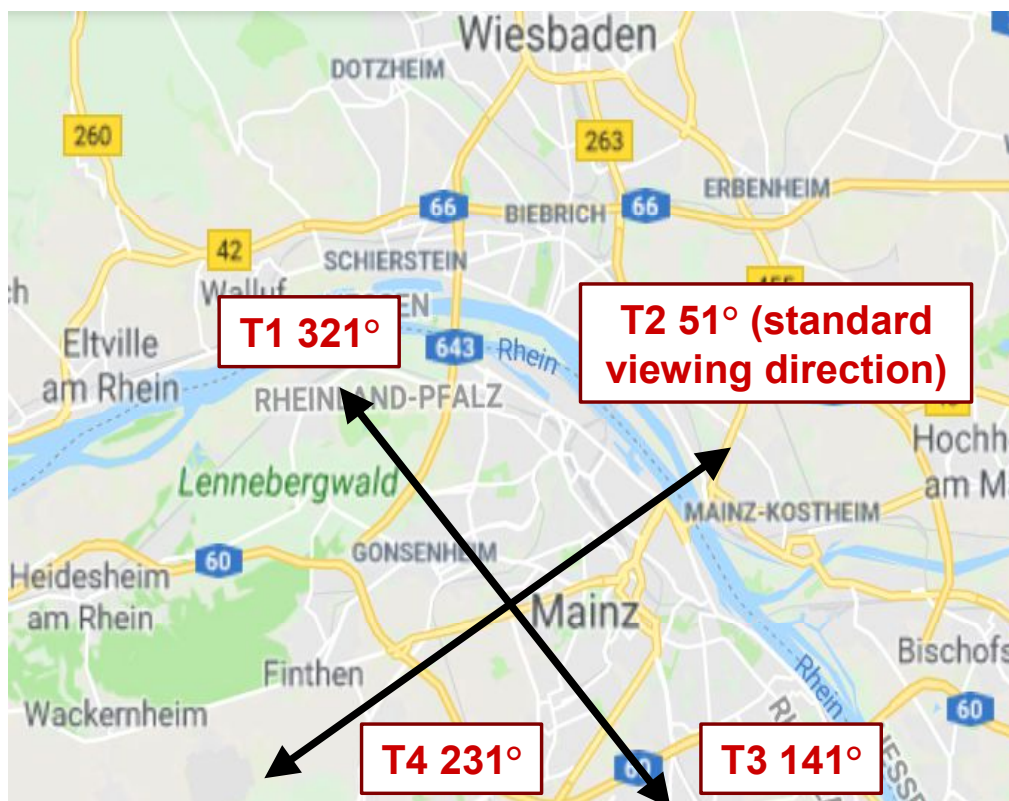 Wiesbaden
DOTZHEIM
260
263
ERBENHEIM
66
BIEBRICH
66
42
SCHIERSTEIN
Walluf
T1 321°
T2 51° (standard
viewing direction)
Eltville
am Rhein
643
Rhein
RHEINLAND-PFALZ
Hochh
am Ma
Lennebergwald
MAINZ-KOSTHEIM
60
GONSENHEIM
Heidesheim
am Rhein
Mainz
Finthen
Bischofs
Rhein
Wackernheim
60
T4 231°
60
T3 141°